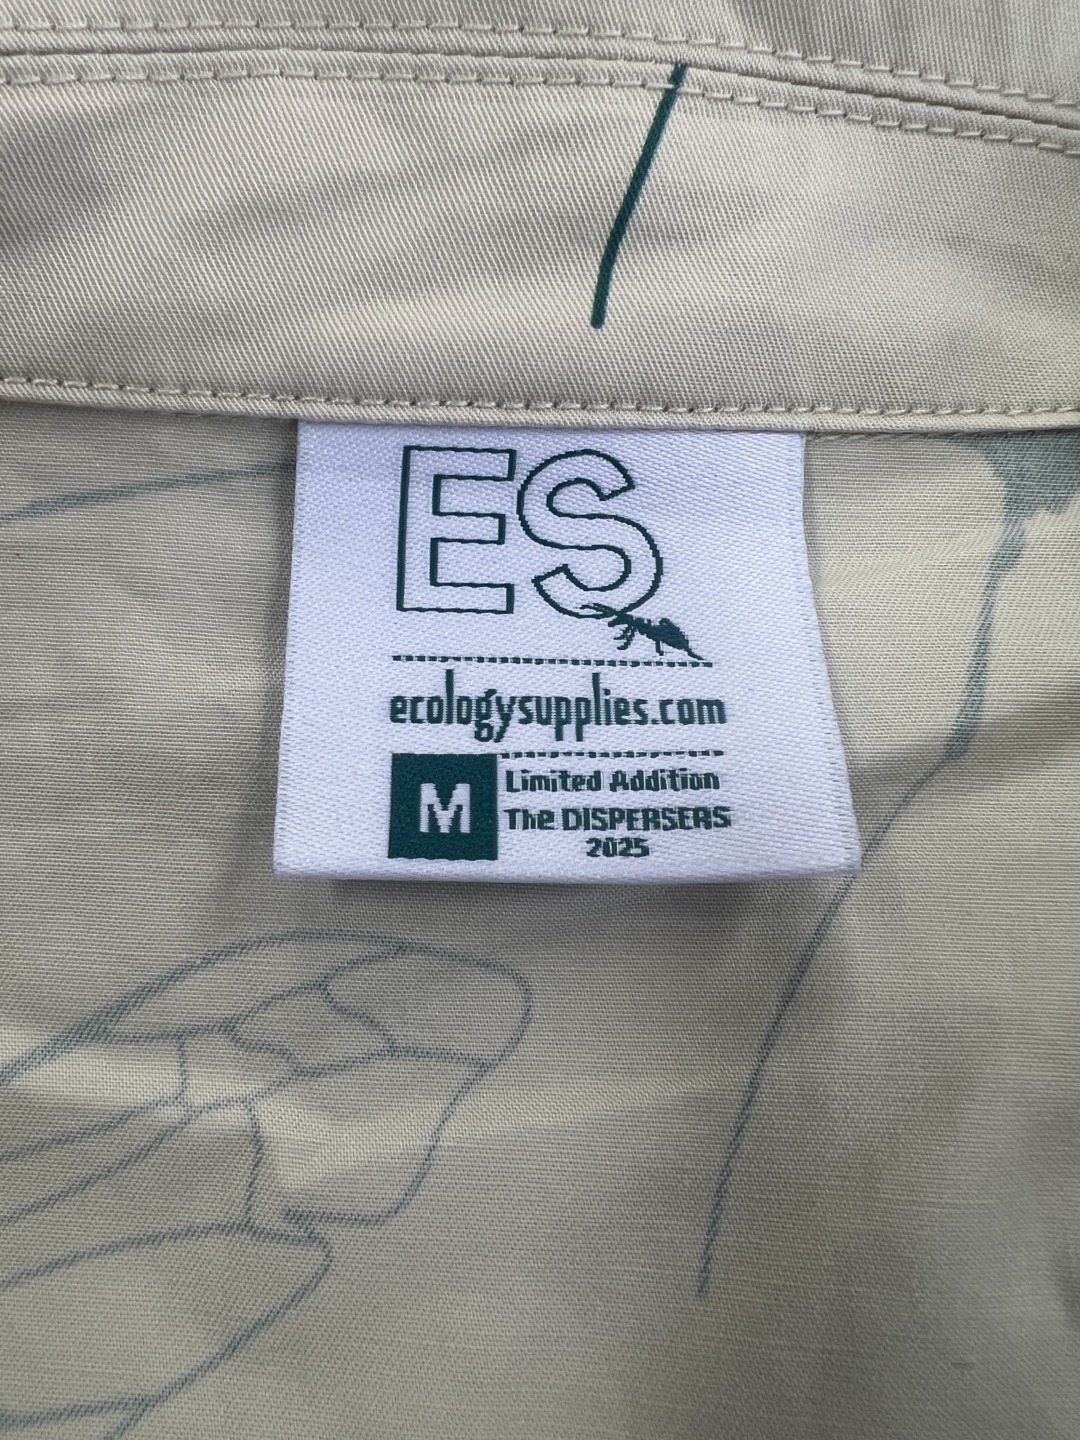 ES
ecologysupplies.com
M
Limited Addition
The DISPERSERS
2025